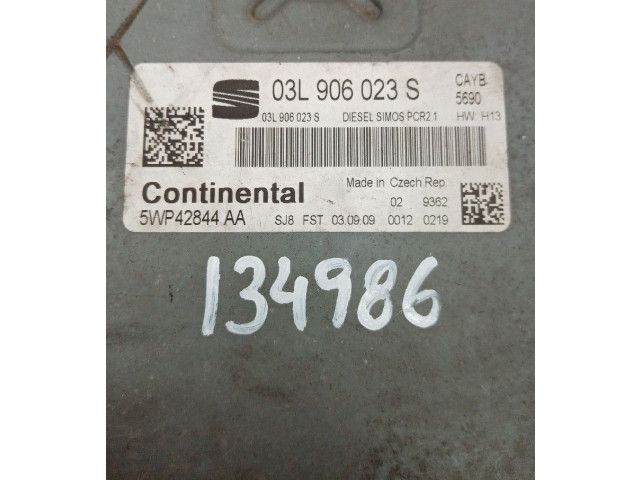 03L 906 023 S CAYB
5690
03L 906 023 S DIESEL SIMOS PCR2.1 HW: H13
Continental Made in Czech Rep.
02 9362
5WP42844 AA SJ8 FST 03.09.09 0012 0219
134986